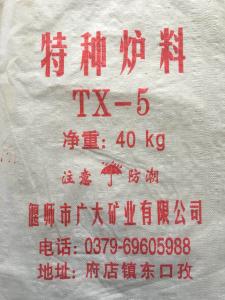 特种炉料
TX-5
净重: 40 kg
注意 防潮
偃师市广大矿业有限公司
电话: 0379-69605988
地址: 府店镇东口孜